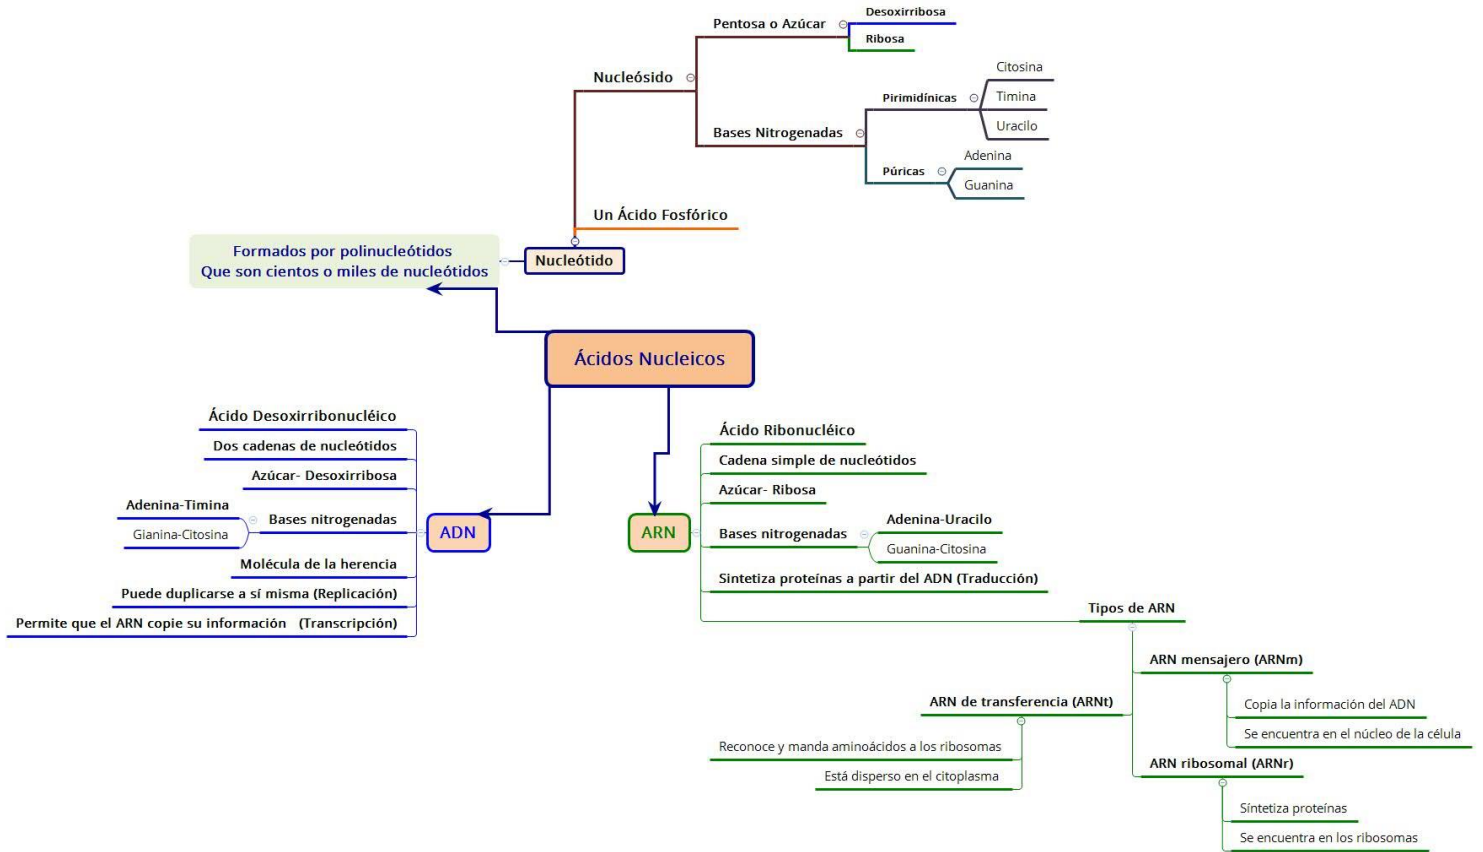 Desoxirribosa
Pentosa o Azúcar
Ribosa
Nucleósido
Citosina
Pirimidínicas
Timina
Uracilo
Bases Nitrogenadas
Adenina
Púricas
Guanina
Un Ácido Fosfórico
Formados por polinucleótidos
Que son cientos o miles de nucleótidos
Nucleótido
Ácidos Nucleicos
Ácido Desoxirribonucléico
Dos cadenas de nucleótidos
Azúcar- Desoxirribosa
Adenina-Timina
Bases nitrogenadas
Gianina-Citosina
ADN
Molécula de la herencia
Puede duplicarse a sí misma (Replicación)
Permite que el ARN copie su información (Transcripción)
Ácido Ribonucléico
Cadena simple de nucleótidos
Azúcar- Ribosa
ARN
Bases nitrogenadas
Adenina-Uracilo
Guanina-Citosina
Sintetiza proteínas a partir del ADN (Traducción)
Tipos de ARN
ARN mensajero (ARNm)
Copia la información del ADN
Se encuentra en el núcleo de la célula
ARN de transferencia (ARNt)
Reconoce y manda aminoácidos a los ribosomas
Está disperso en el citoplasma
ARN ribosomal (ARNr)
Síntetiza proteínas
Se encuentra en los ribosomas